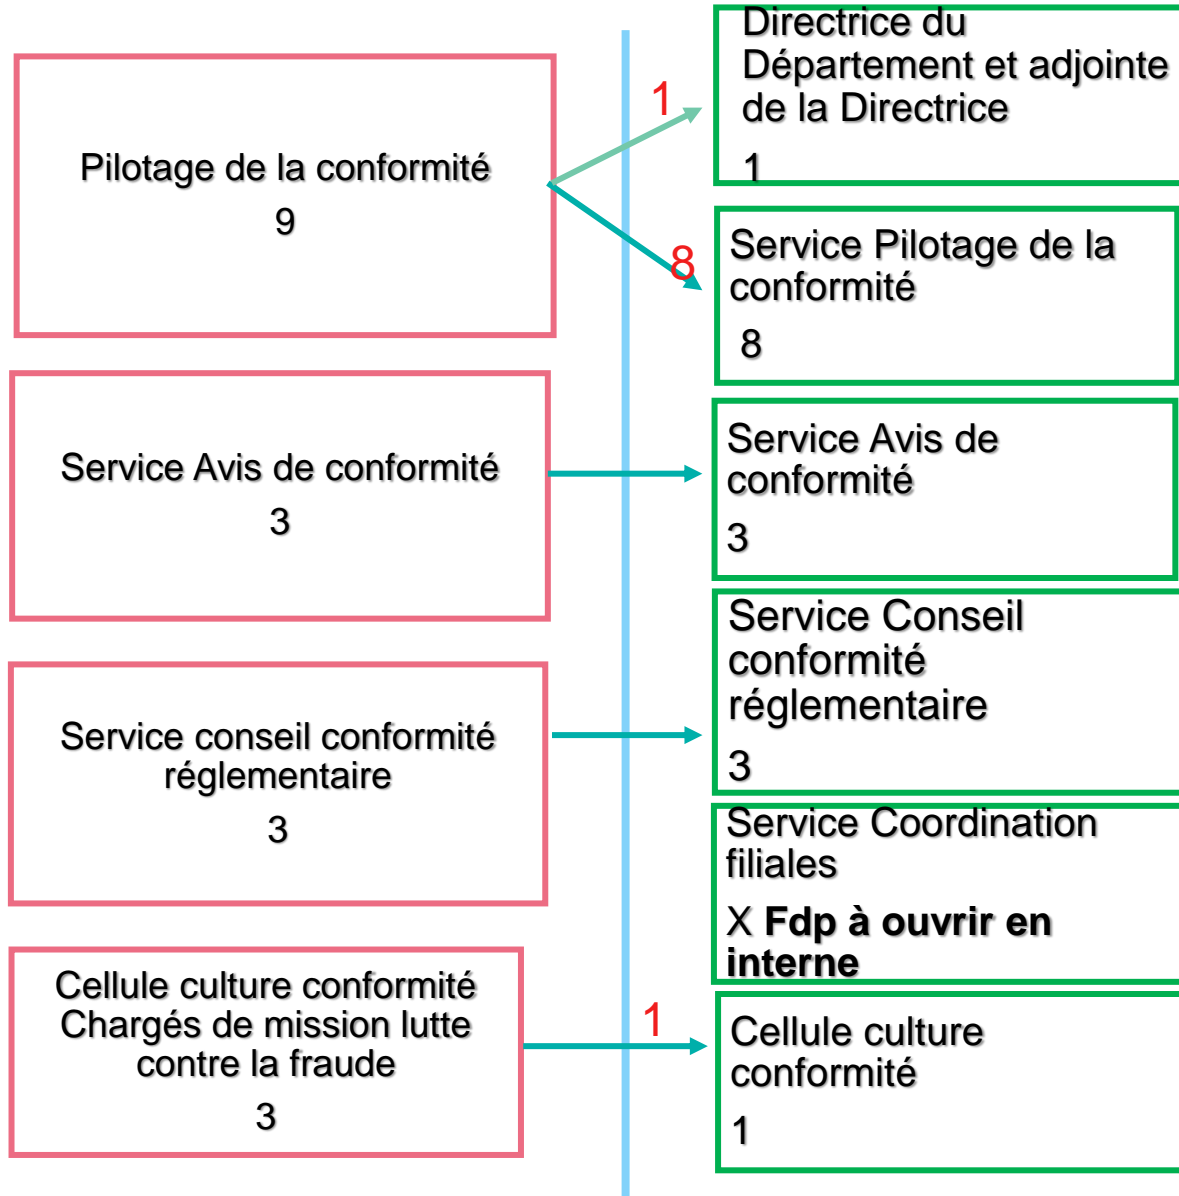 Pilotage de la conformité
9
Service Avis de conformité
3
Service conseil conformité
réglementaire
3
Cellule culture conformité
Chargés de mission lutte
contre la fraude
3
1
8
1
Directrice du
Département et adjointe
de la Directrice
1
Service Pilotage de la
conformité
8
Service Avis de
conformité
3
Service Conseil
conformité
réglementaire
3
Service Coordination
filiales
X Fdp à ouvrir en
interne
Cellule culture
conformité
1